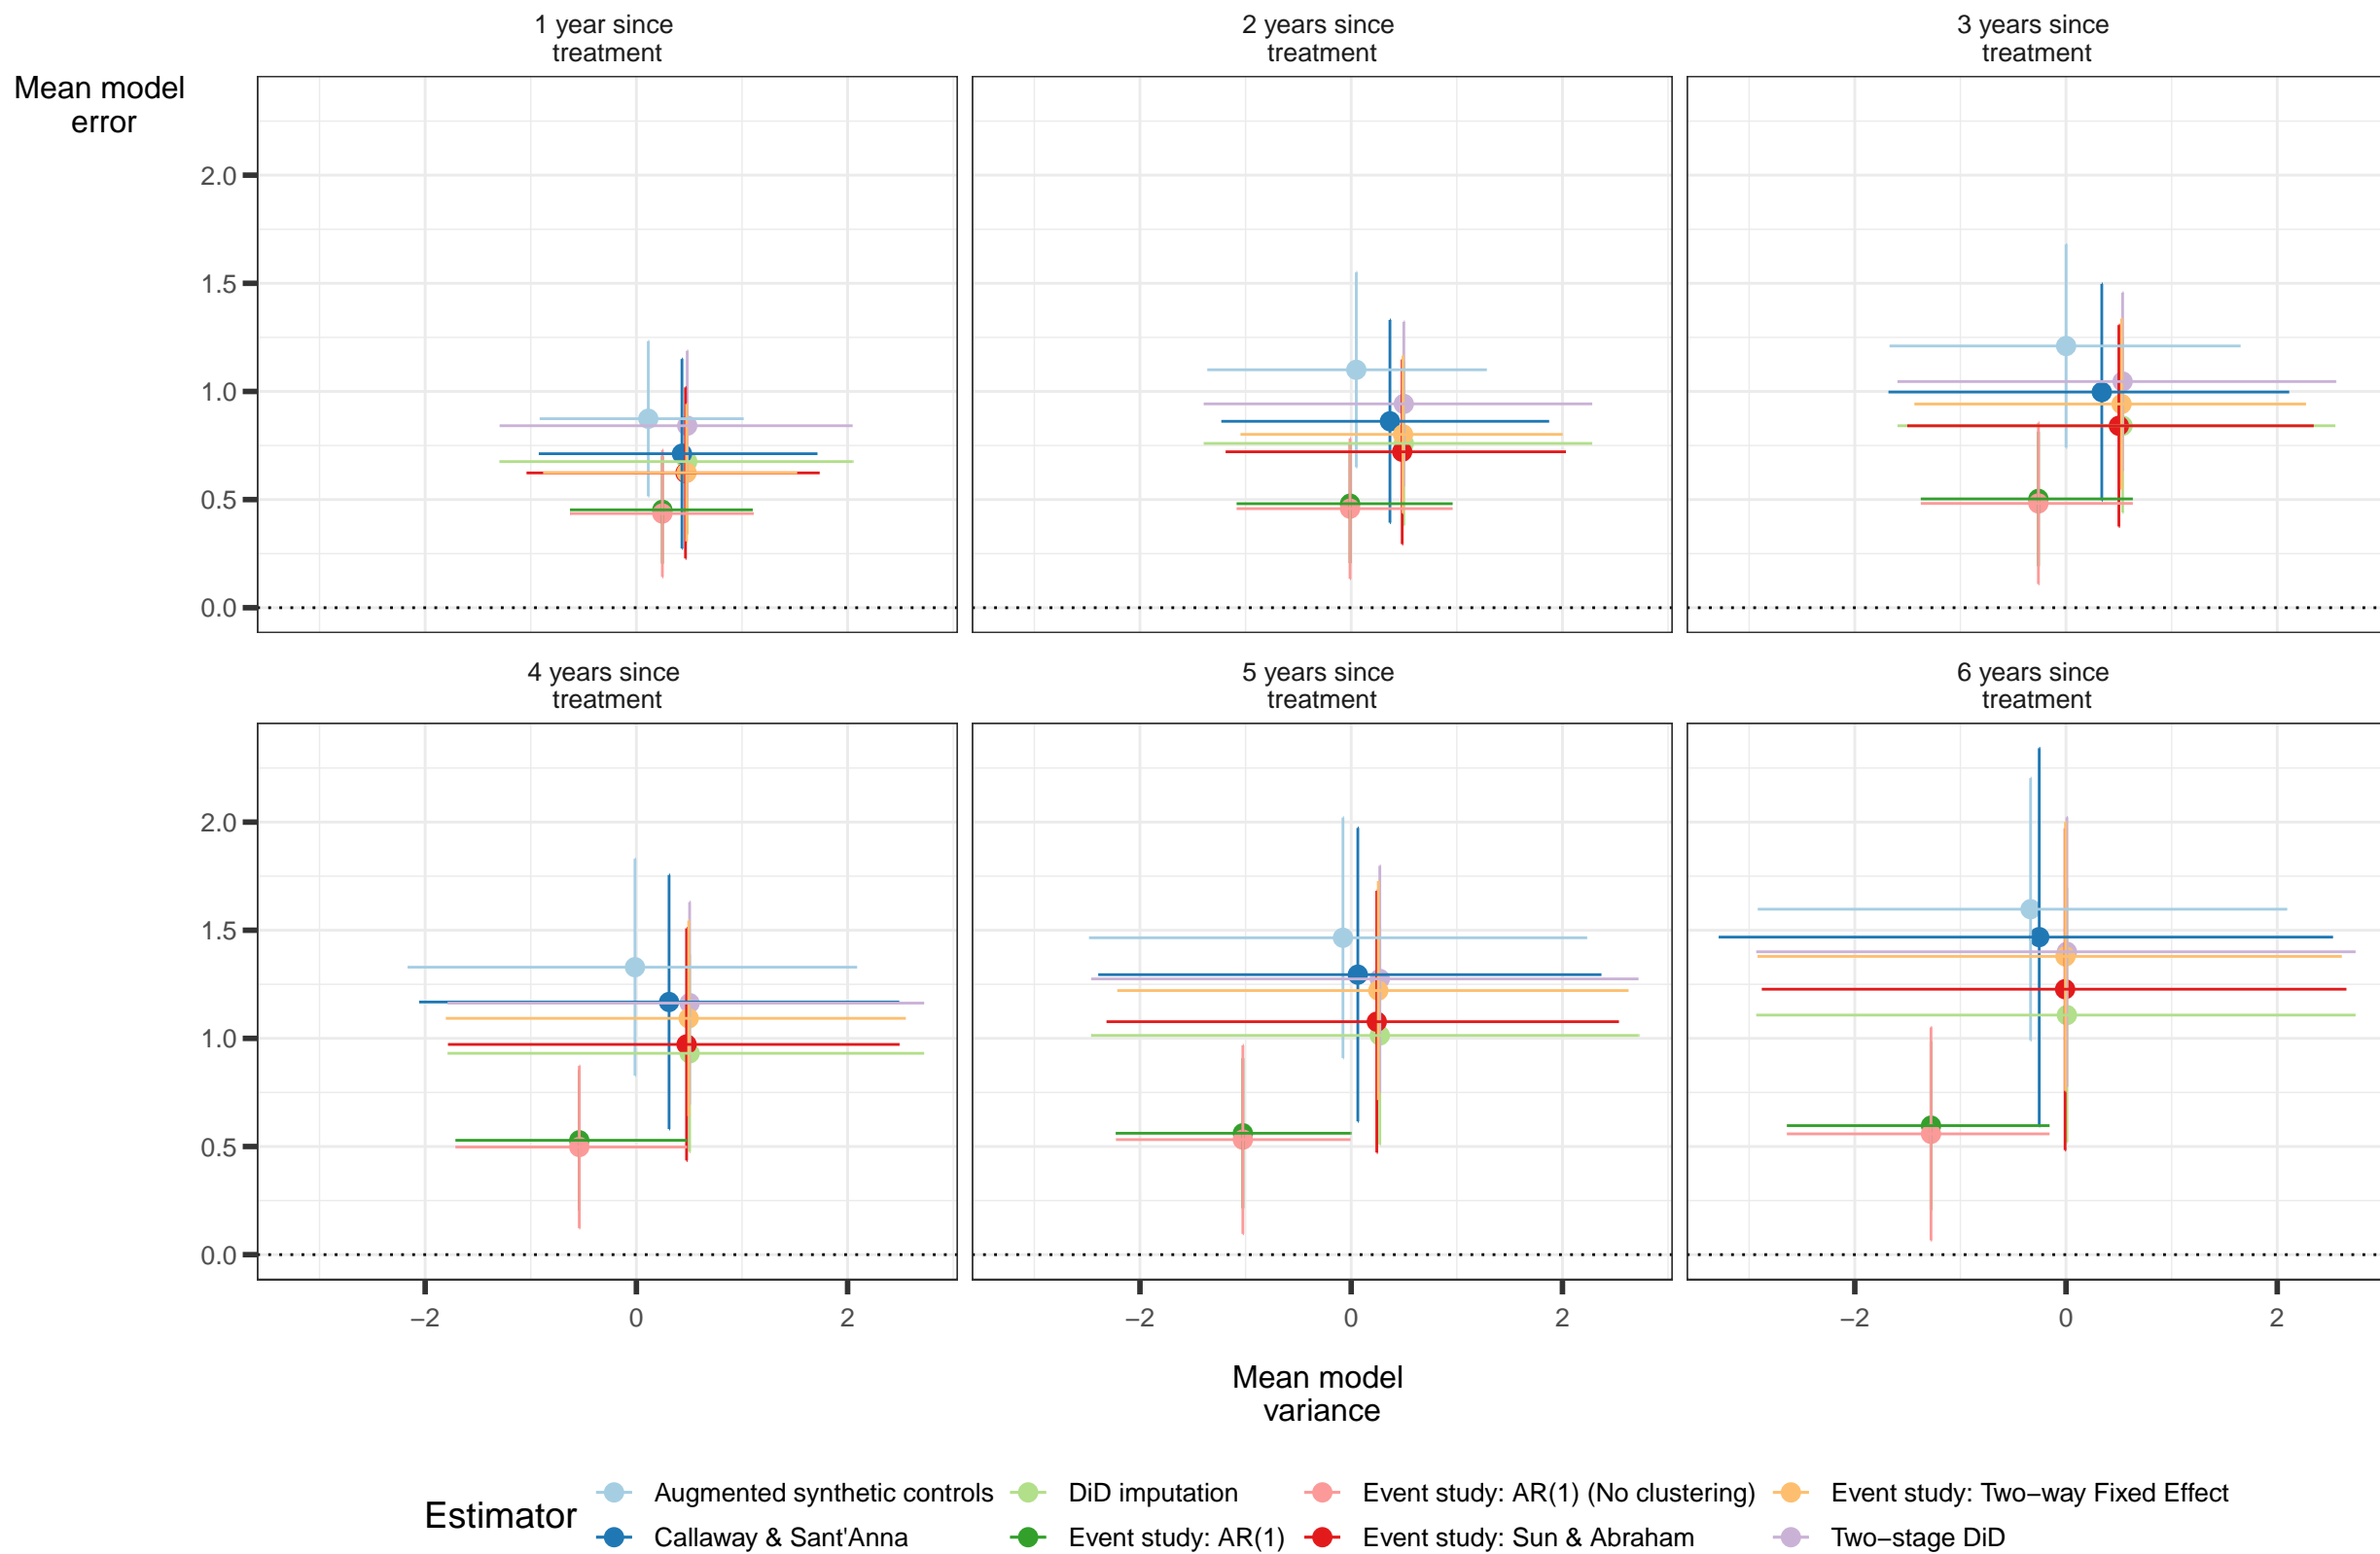 1 year since
treatment
2 years since
treatment
3 years since
treatment
Mean model
error
2.0
1.5
1.0
0.5
0.0
4 years since
treatment
5 years since
treatment
6 years since
treatment
2.0
1.5
1.0
0.5
0.0
−2 0 2
−2 0 2
−2 0 2
Mean model
variance
Estimator
Augmented synthetic controls DiD imputation Event study: AR(1) (No clustering) Event study: Two−way Fixed Effect
Callaway & Sant'Anna Event study: AR(1) Event study: Sun & Abraham Two−stage DiD